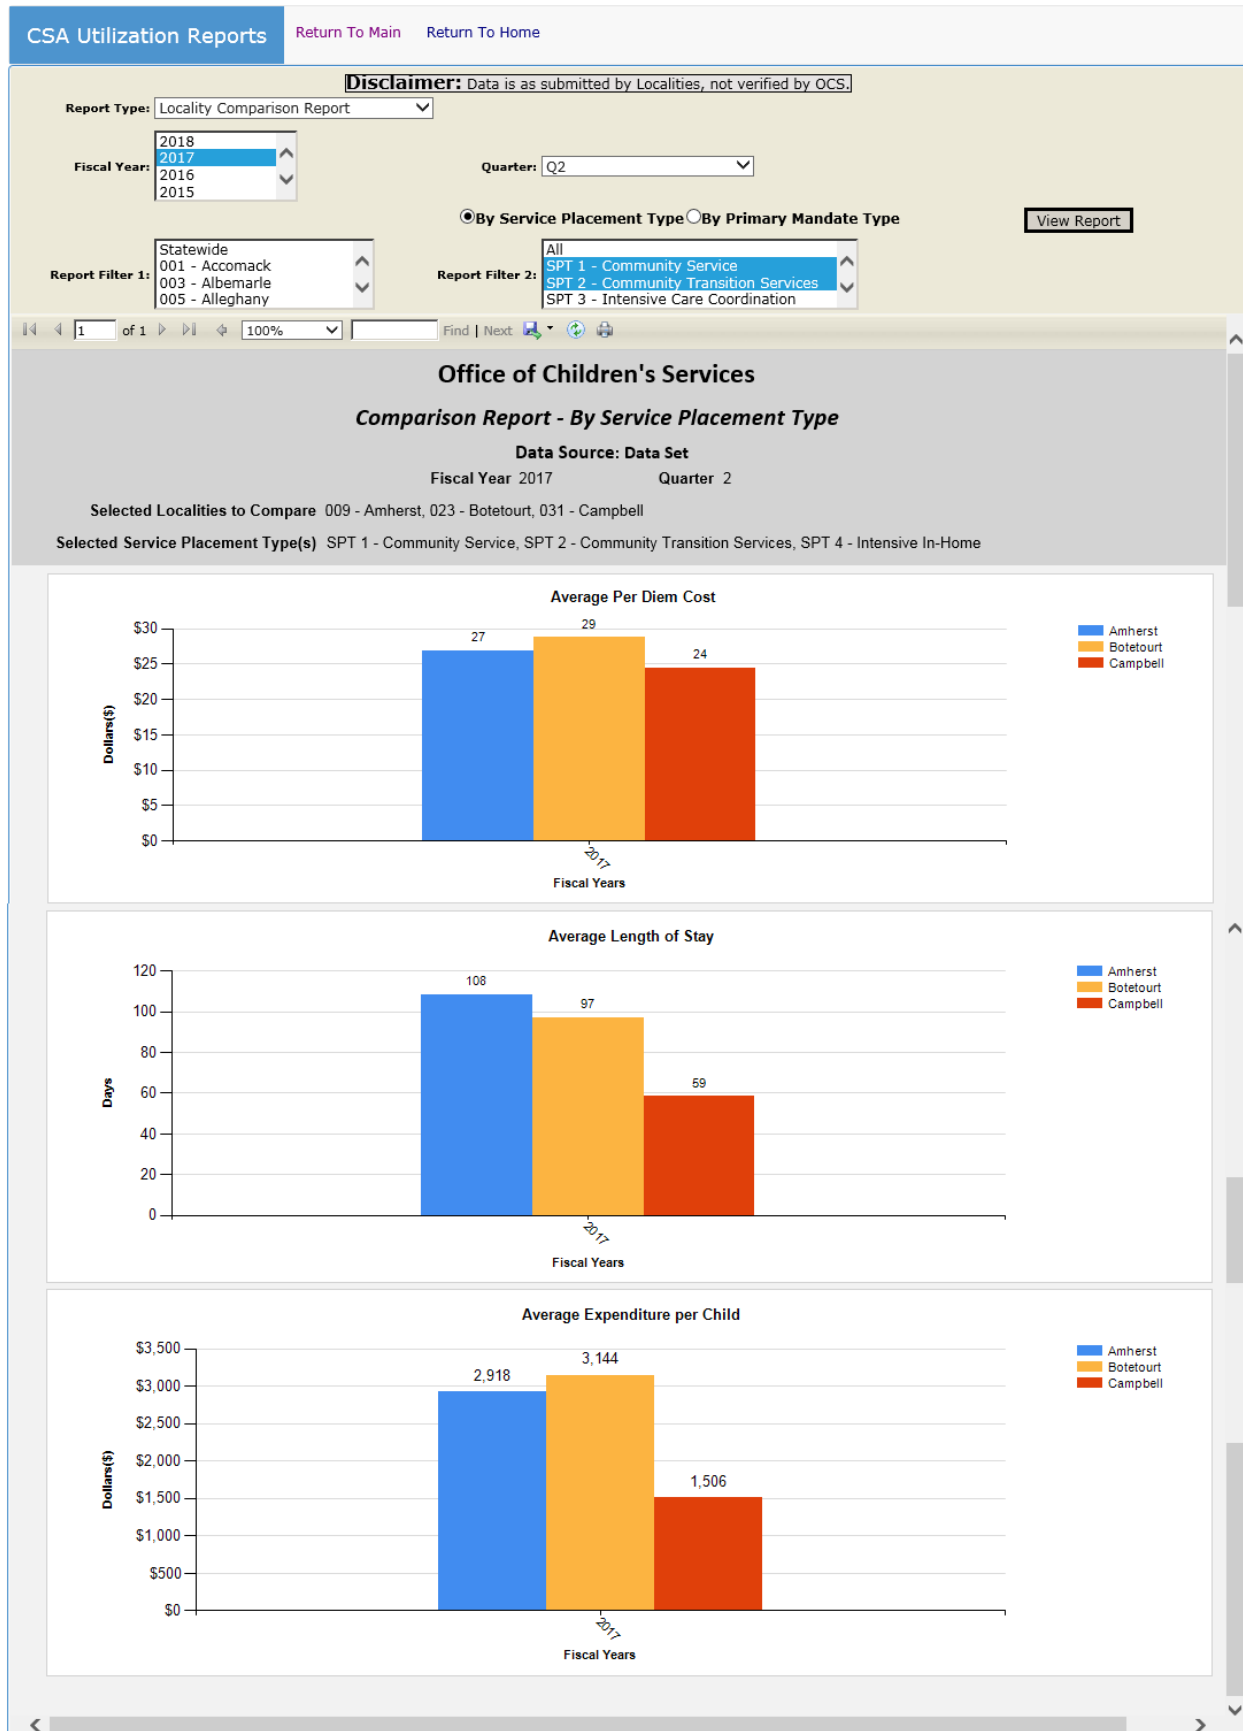 CSA Utilization Reports Return To Main Return To Home
Disclaimer: Data is as submitted by Localities, not verified by OCS.
Report Type: Locality Comparison Report
Fiscal Year: 2018
2017
2016
2015
Quarter: Q2
By Service Placement Type By Primary Mandate Type View Report
Report Filter 1: Statewide
001 - Accomack
003 - Albemarle
005 - Alleghany
Report Filter 2: All
SPT 1 - Community Service
SPT 2 - Community Transition Services
SPT 3 - Intensive Care Coordination
1 of 1 100% Find | Next
Office of Children's Services
Comparison Report - By Service Placement Type
Data Source: Data Set
Fiscal Year 2017 Quarter 2
Selected Localities to Compare 009 - Amherst, 023 - Botetourt, 031 - Campbell
Selected Service Placement Type(s) SPT 1 - Community Service, SPT 2 - Community Transition Services, SPT 4 - Intensive In-Home
Average Per Diem Cost
$30
$25
$20
$15
$10
$5
$0
Dollars($)
27
29
24
2017
Fiscal Years
Amherst
Botetourt
Campbell
Average Length of Stay
120
100
80
60
40
20
0
Days
108
97
59
2017
Fiscal Years
Amherst
Botetourt
Campbell
Average Expenditure per Child
$3,500
$3,000
$2,500
$2,000
$1,500
$1,000
$500
$0
Dollars($)
2,918
3,144
1,506
2017
Fiscal Years
Amherst
Botetourt
Campbell